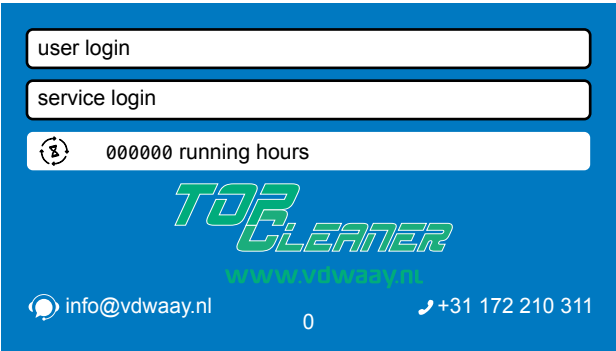 user login
service login
000000 running hours
TOP
CLEANER
www.vdwaay.nl
info@vdwaay.nl
+31 172 210 311
0